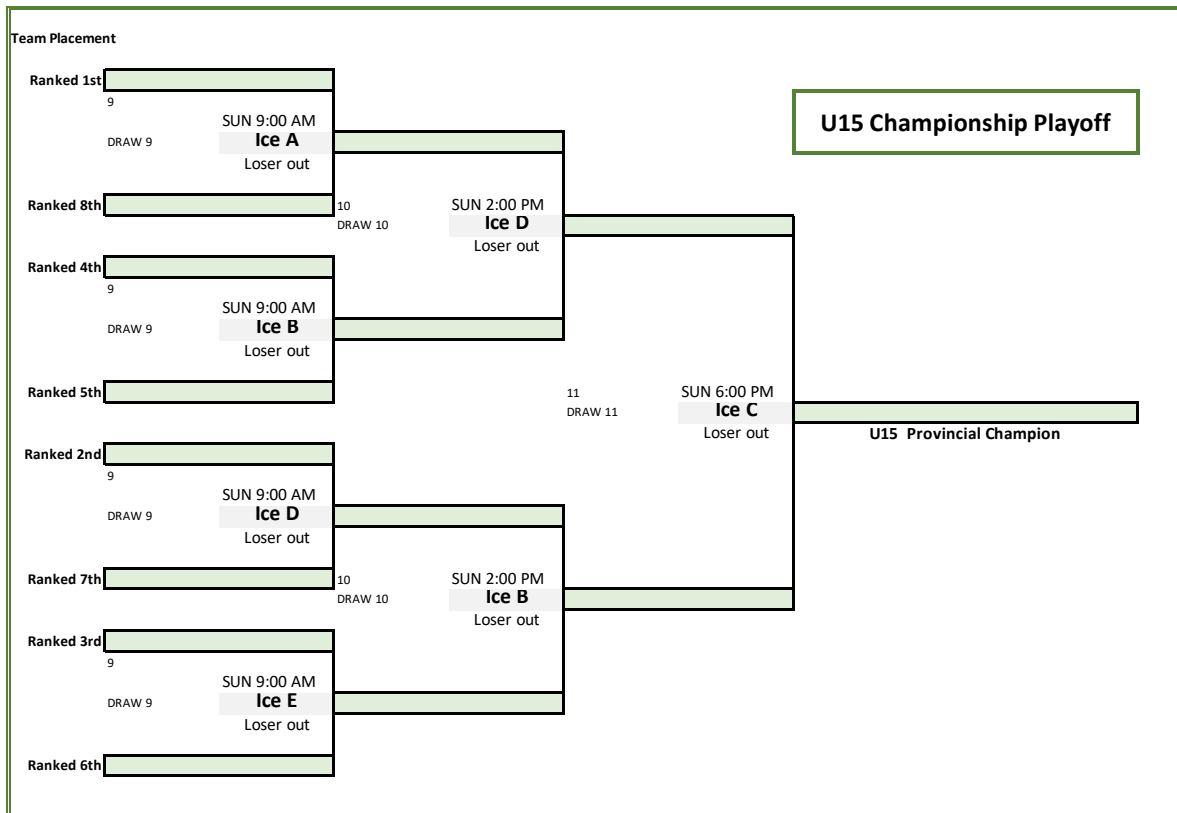 Team Placement
Ranked 1st
9
SUN 9:00 AM
U15 Championship Playoff
DRAW 9
Ice A
Loser out
Ranked 8th
10
SUN 2:00 PM
DRAW 10
Ice D
Loser out
Ranked 4th
9
SUN 9:00 AM
DRAW 9
Ice B
Loser out
Ranked 5th
11
SUN 6:00 PM
DRAW 11
Ice C
Loser out
U15 Provincial Champion
Ranked 2nd
9
SUN 9:00 AM
DRAW 9
Ice D
Loser out
Ranked 7th
10
SUN 2:00 PM
DRAW 10
Ice B
Loser out
Ranked 3rd
9
SUN 9:00 AM
DRAW 9
Ice E
Loser out
Ranked 6th